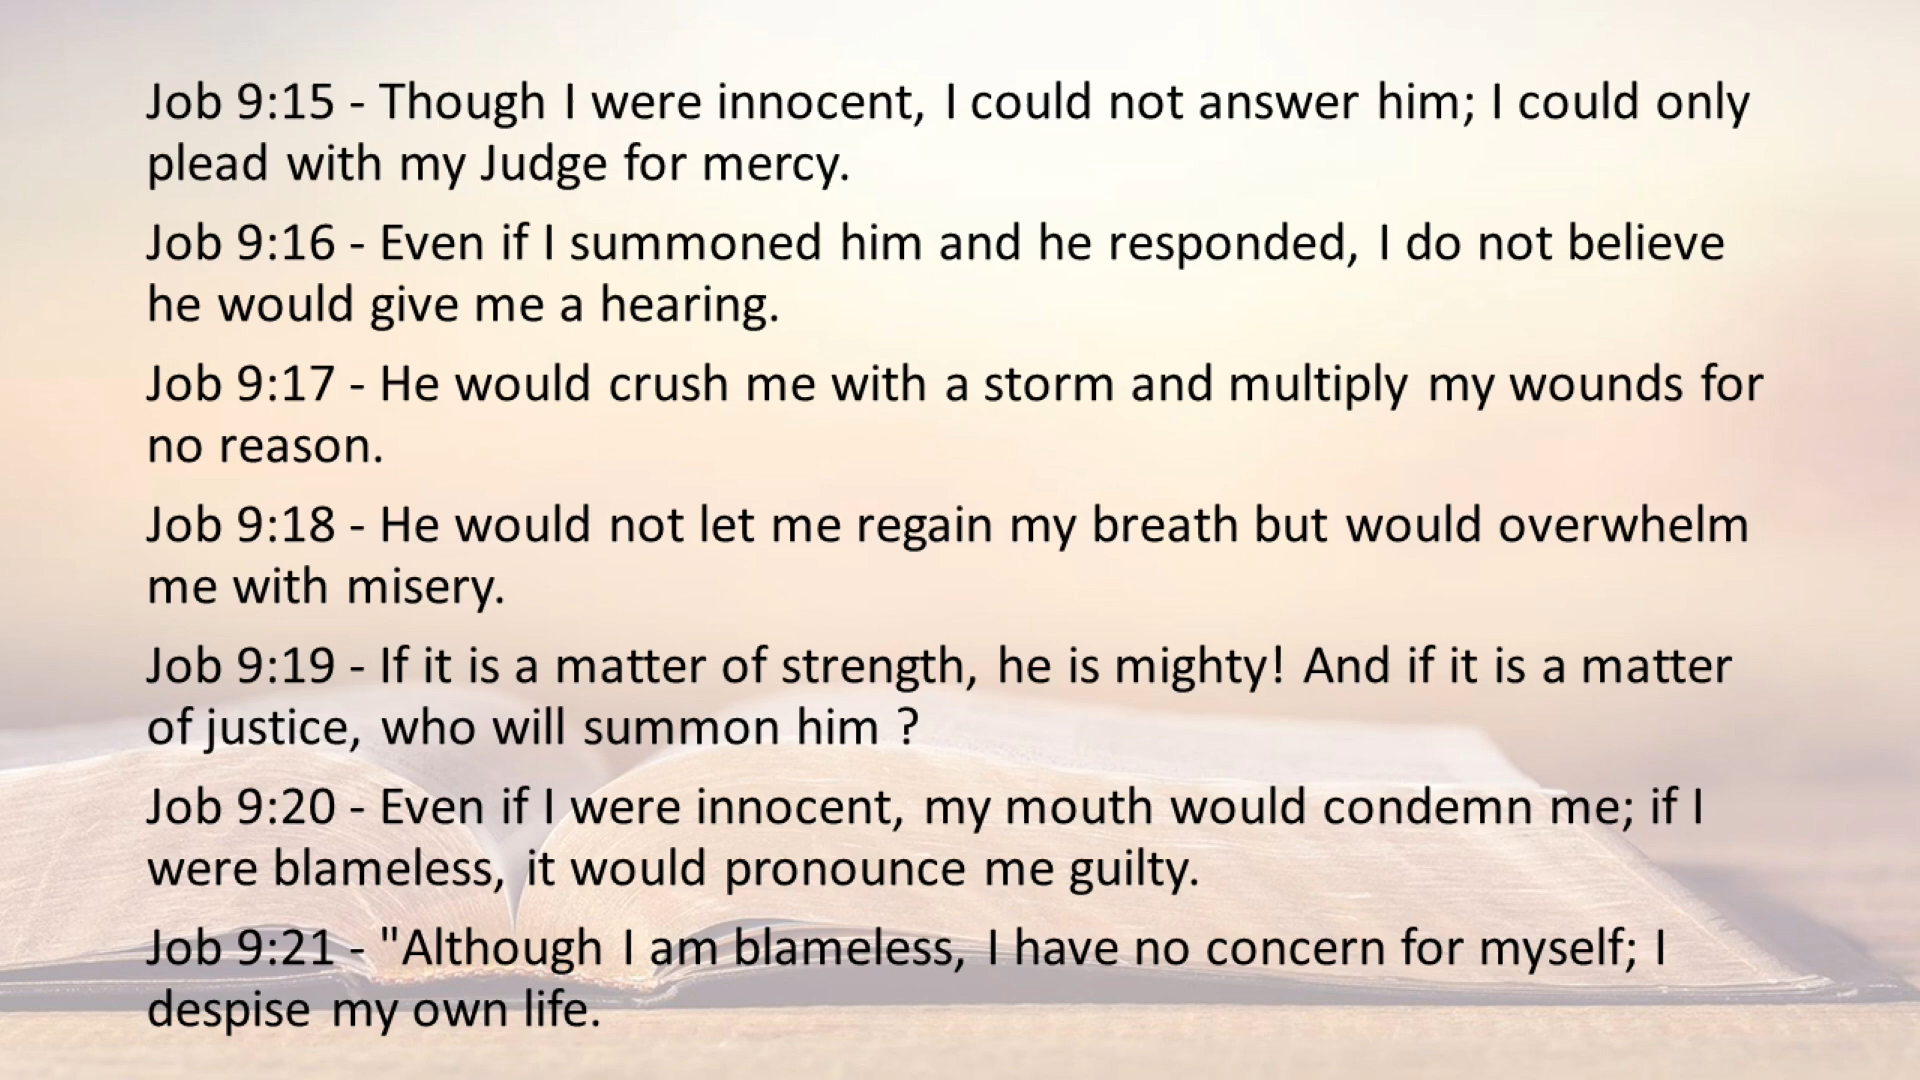 Job 9:15 - Though I were innocent, I could not answer him; I could only
plead with my Judge for mercy.
Job 9:16 - Even if I summoned him and he responded, I do not believe
he would give me a hearing.
Job 9:17 - He would crush me with a storm and multiply my wounds for
no reason.
Job 9:18 - He would not let me regain my breath but would overwhelm
me with misery.
Job 9:19 - If it is a matter of strength, he is mighty! And if it is a matter
of justice, who will summon him ?
Job 9:20 - Even if I were innocent, my mouth would condemn me; if I
were blameless, it would pronounce me guilty.
Job 9:21 - "Although I am blameless, I have no concern for myself; I
despise my own life.